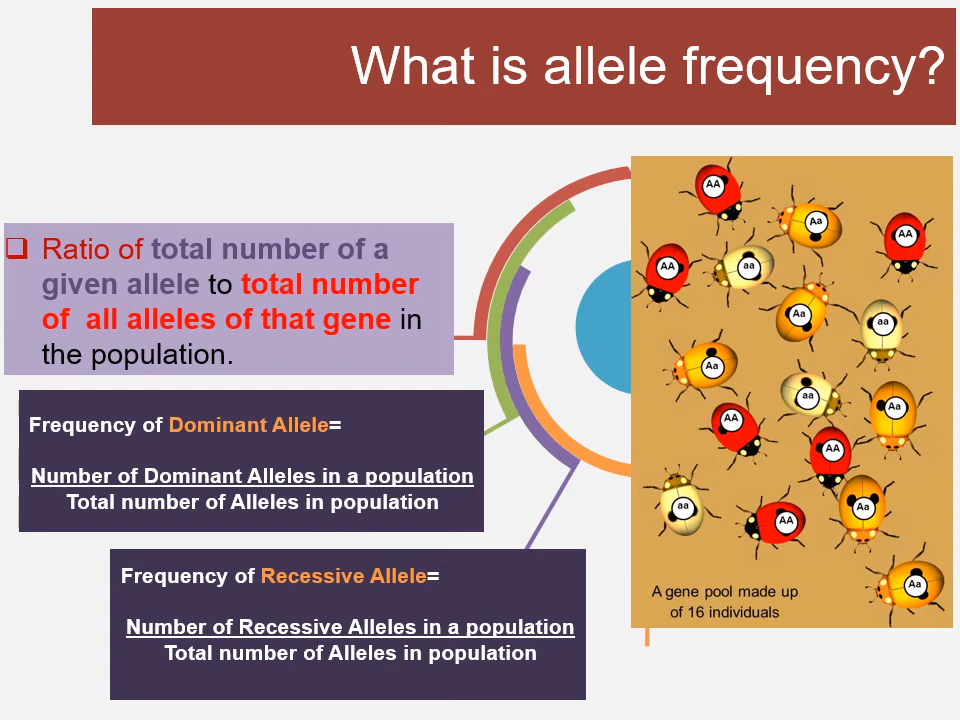 What is allele frequency?
Ratio of total number of a
given allele to total number
of all alleles of that gene in
the population.
Frequency of Dominant Allele=
Number of Dominant Alleles in a population
Total number of Alleles in population
Frequency of Recessive Allele=
Number of Recessive Alleles in a population
Total number of Alleles in population
AA
Aa
AA
AA
aa
Aa
aa
Aa
aa
Aa
AA
AA
aa
AA
Aa
Aa
A gene pool made up
of 16 individuals